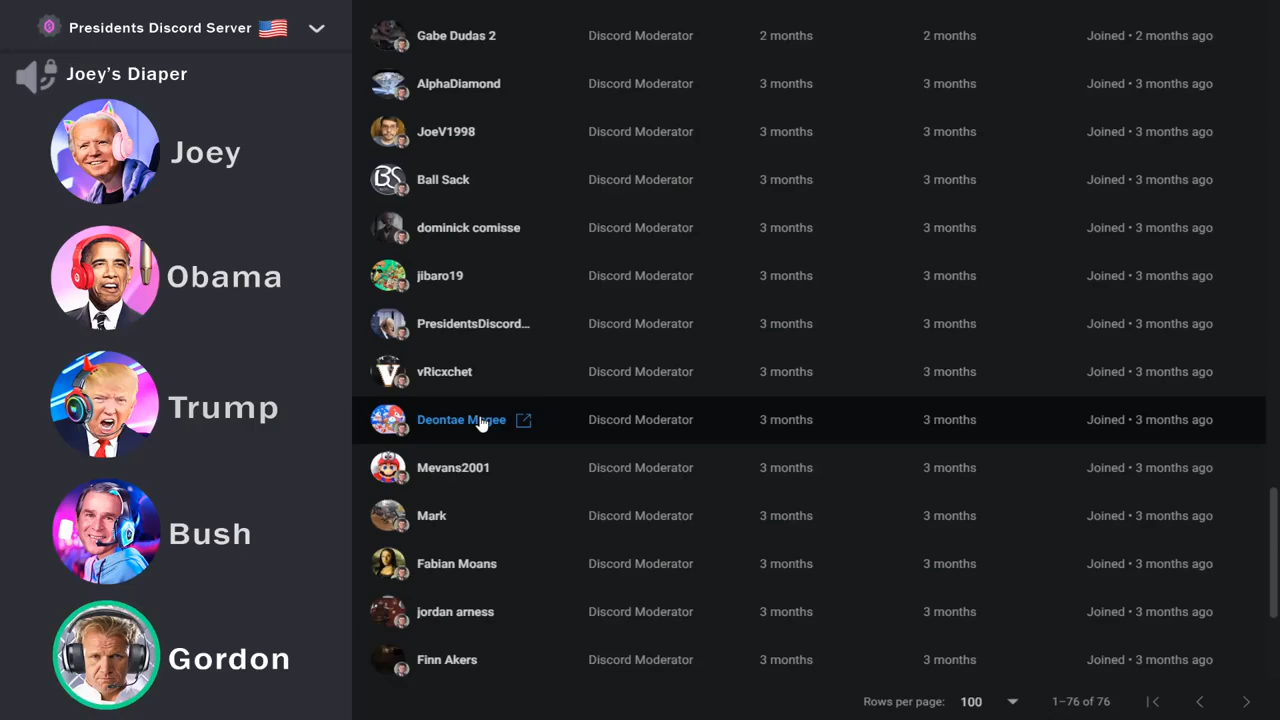 Presidents Discord Server
Joey's Diaper
Joey
Obama
Trump
Bush
Gordon
Gabe Dudas 2 Discord Moderator 2 months 2 months Joined • 2 months ago
AlphaDiamond Discord Moderator 3 months 3 months Joined • 3 months ago
JoeV1998 Discord Moderator 3 months 3 months Joined • 3 months ago
Ball Sack Discord Moderator 3 months 3 months Joined • 3 months ago
dominick comisse Discord Moderator 3 months 3 months Joined • 3 months ago
jibaro19 Discord Moderator 3 months 3 months Joined • 3 months ago
PresidentsDiscord... Discord Moderator 3 months 3 months Joined • 3 months ago
vRicxchet Discord Moderator 3 months 3 months Joined • 3 months ago
Deontae Discord Moderator 3 months 3 months Joined • 3 months ago
Mevans2001 Discord Moderator 3 months 3 months Joined • 3 months ago
Mark Discord Moderator 3 months 3 months Joined • 3 months ago
Fabian Moans Discord Moderator 3 months 3 months Joined • 3 months ago
jordan arness Discord Moderator 3 months 3 months Joined • 3 months ago
Finn Akers Discord Moderator 3 months 3 months Joined • 3 months ago
Rows per page: 100 1–76 of 76